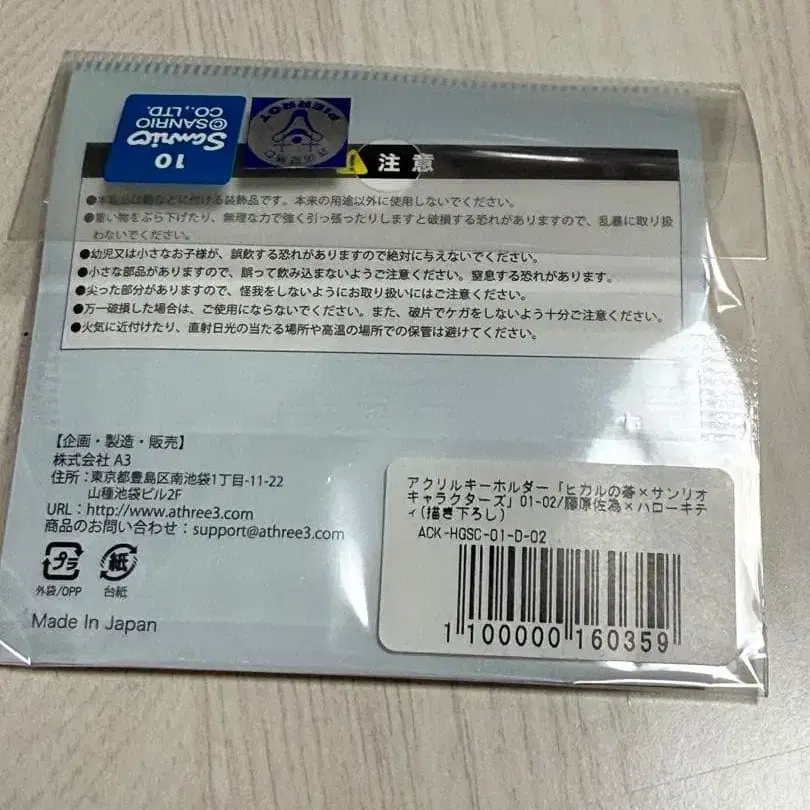 10
Sanrio
©SANRIO
CO., LTD.
PIERROT
注意
●本製品は鞄などに付ける装飾品です。本来の用途以外に使用しないでください。
●重い物をぶら下げたり、無理な力で強く引っ張ったりしますと破損する恐れがありますので、乱暴に取り扱
わないでください。
●幼児又は小さなお子様が、誤飲する恐れがありますので絶対に与えないでください。
●小さな部品がありますので、誤って飲み込まないようご注意ください。窒息する恐れがあります。
●尖った部分がありますので、怪我をしないようにお取り扱いにはご注意ください。
●万一破損した場合は、ご使用にならないでください。また、破片でケガをしないよう十分ご注意ください。
●火気に近付けたり、直射日光の当たる場所や高温の場所での保管は避けてください。
【企画・製造・販売】
株式会社 A3
住所：東京都豊島区南池袋1丁目-11-22
山種池袋ビル2F
URL：http://www.athree3.com
商品のお問い合わせ：support@athree3.com
プラ
紙
外袋/OPP
台紙
Made In Japan
アクリルキーホルダー「ヒカルの碁×サンリオ
キャラクターズ」01-02/藤原佐為×ハローキテ
ィ(描き下ろし)
ACK-HGSC-01-D-02
1 100000 160359